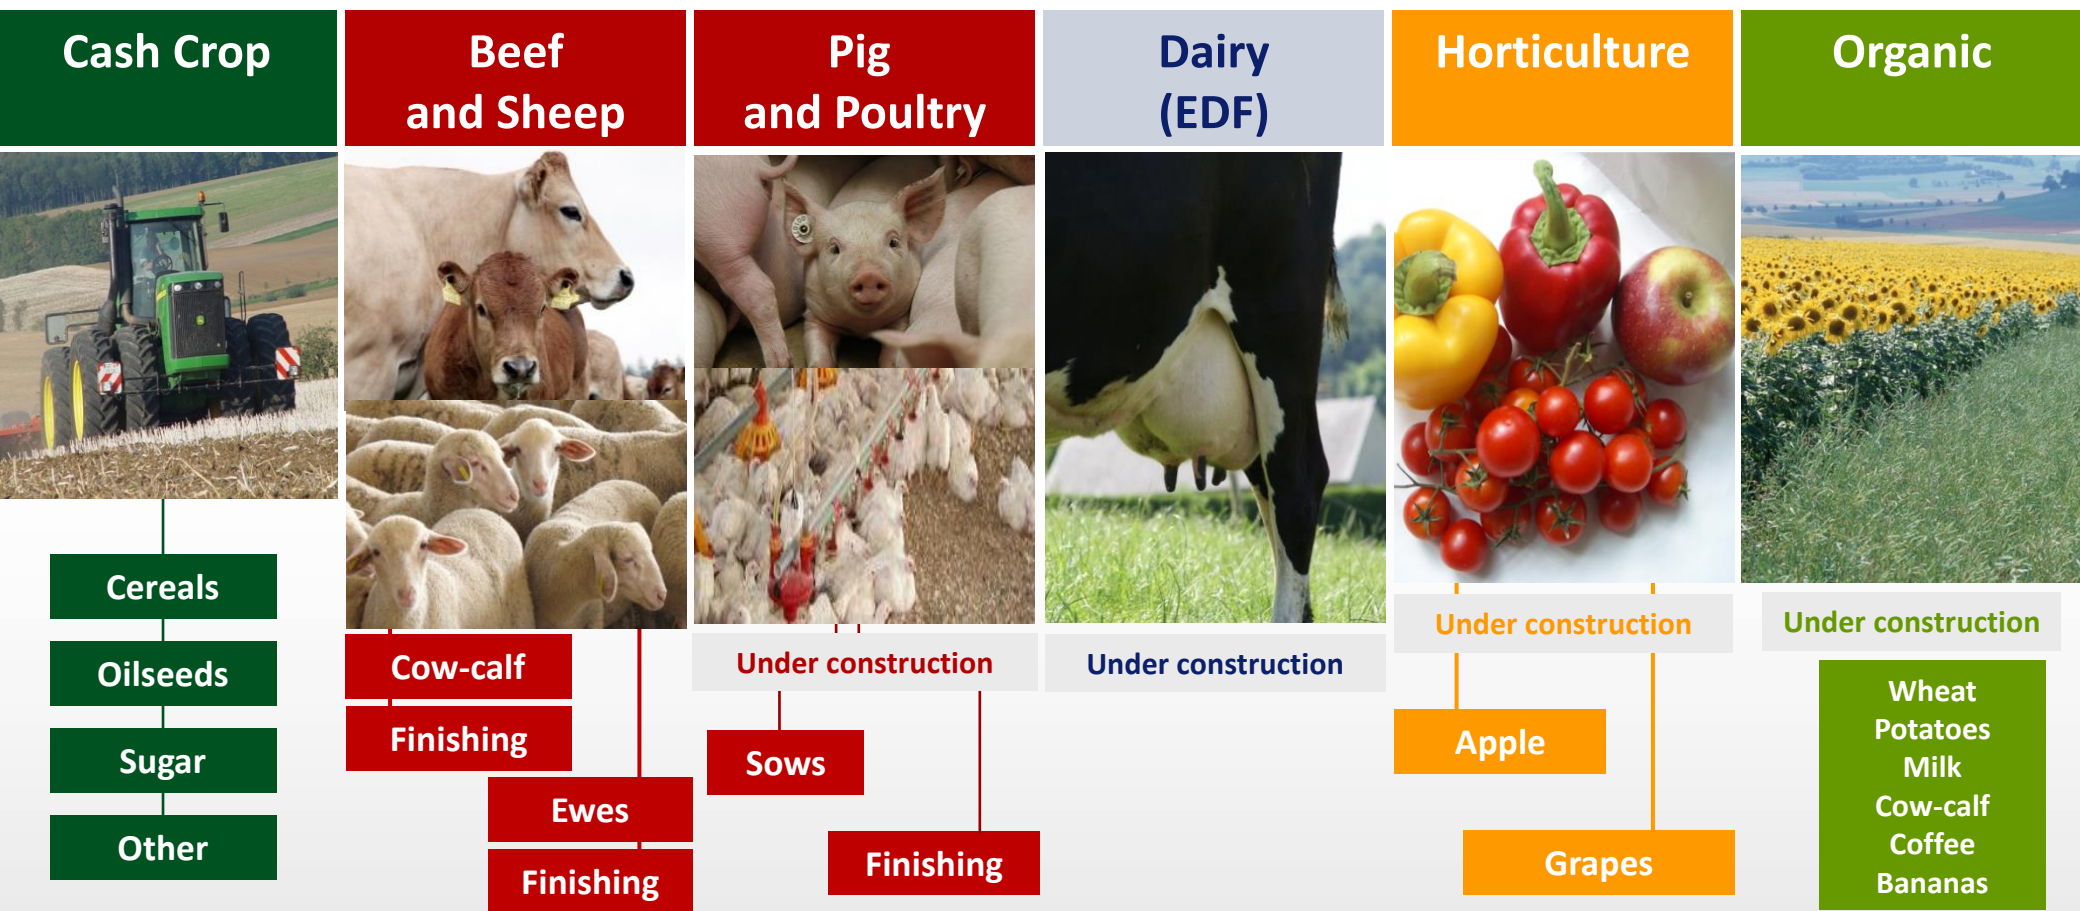 Cash Crop
Beef
and Sheep
Pig
and Poultry
Dairy
(EDF)
Horticulture
Organic
Cereals
Oilseeds
Sugar
Other
Cow-calf
Finishing
Ewes
Finishing
Under construction
Sows
Finishing
Under construction
Under construction
Apple
Grapes
Under construction
Wheat
Potatoes
Milk
Cow-calf
Coffee
Bananas